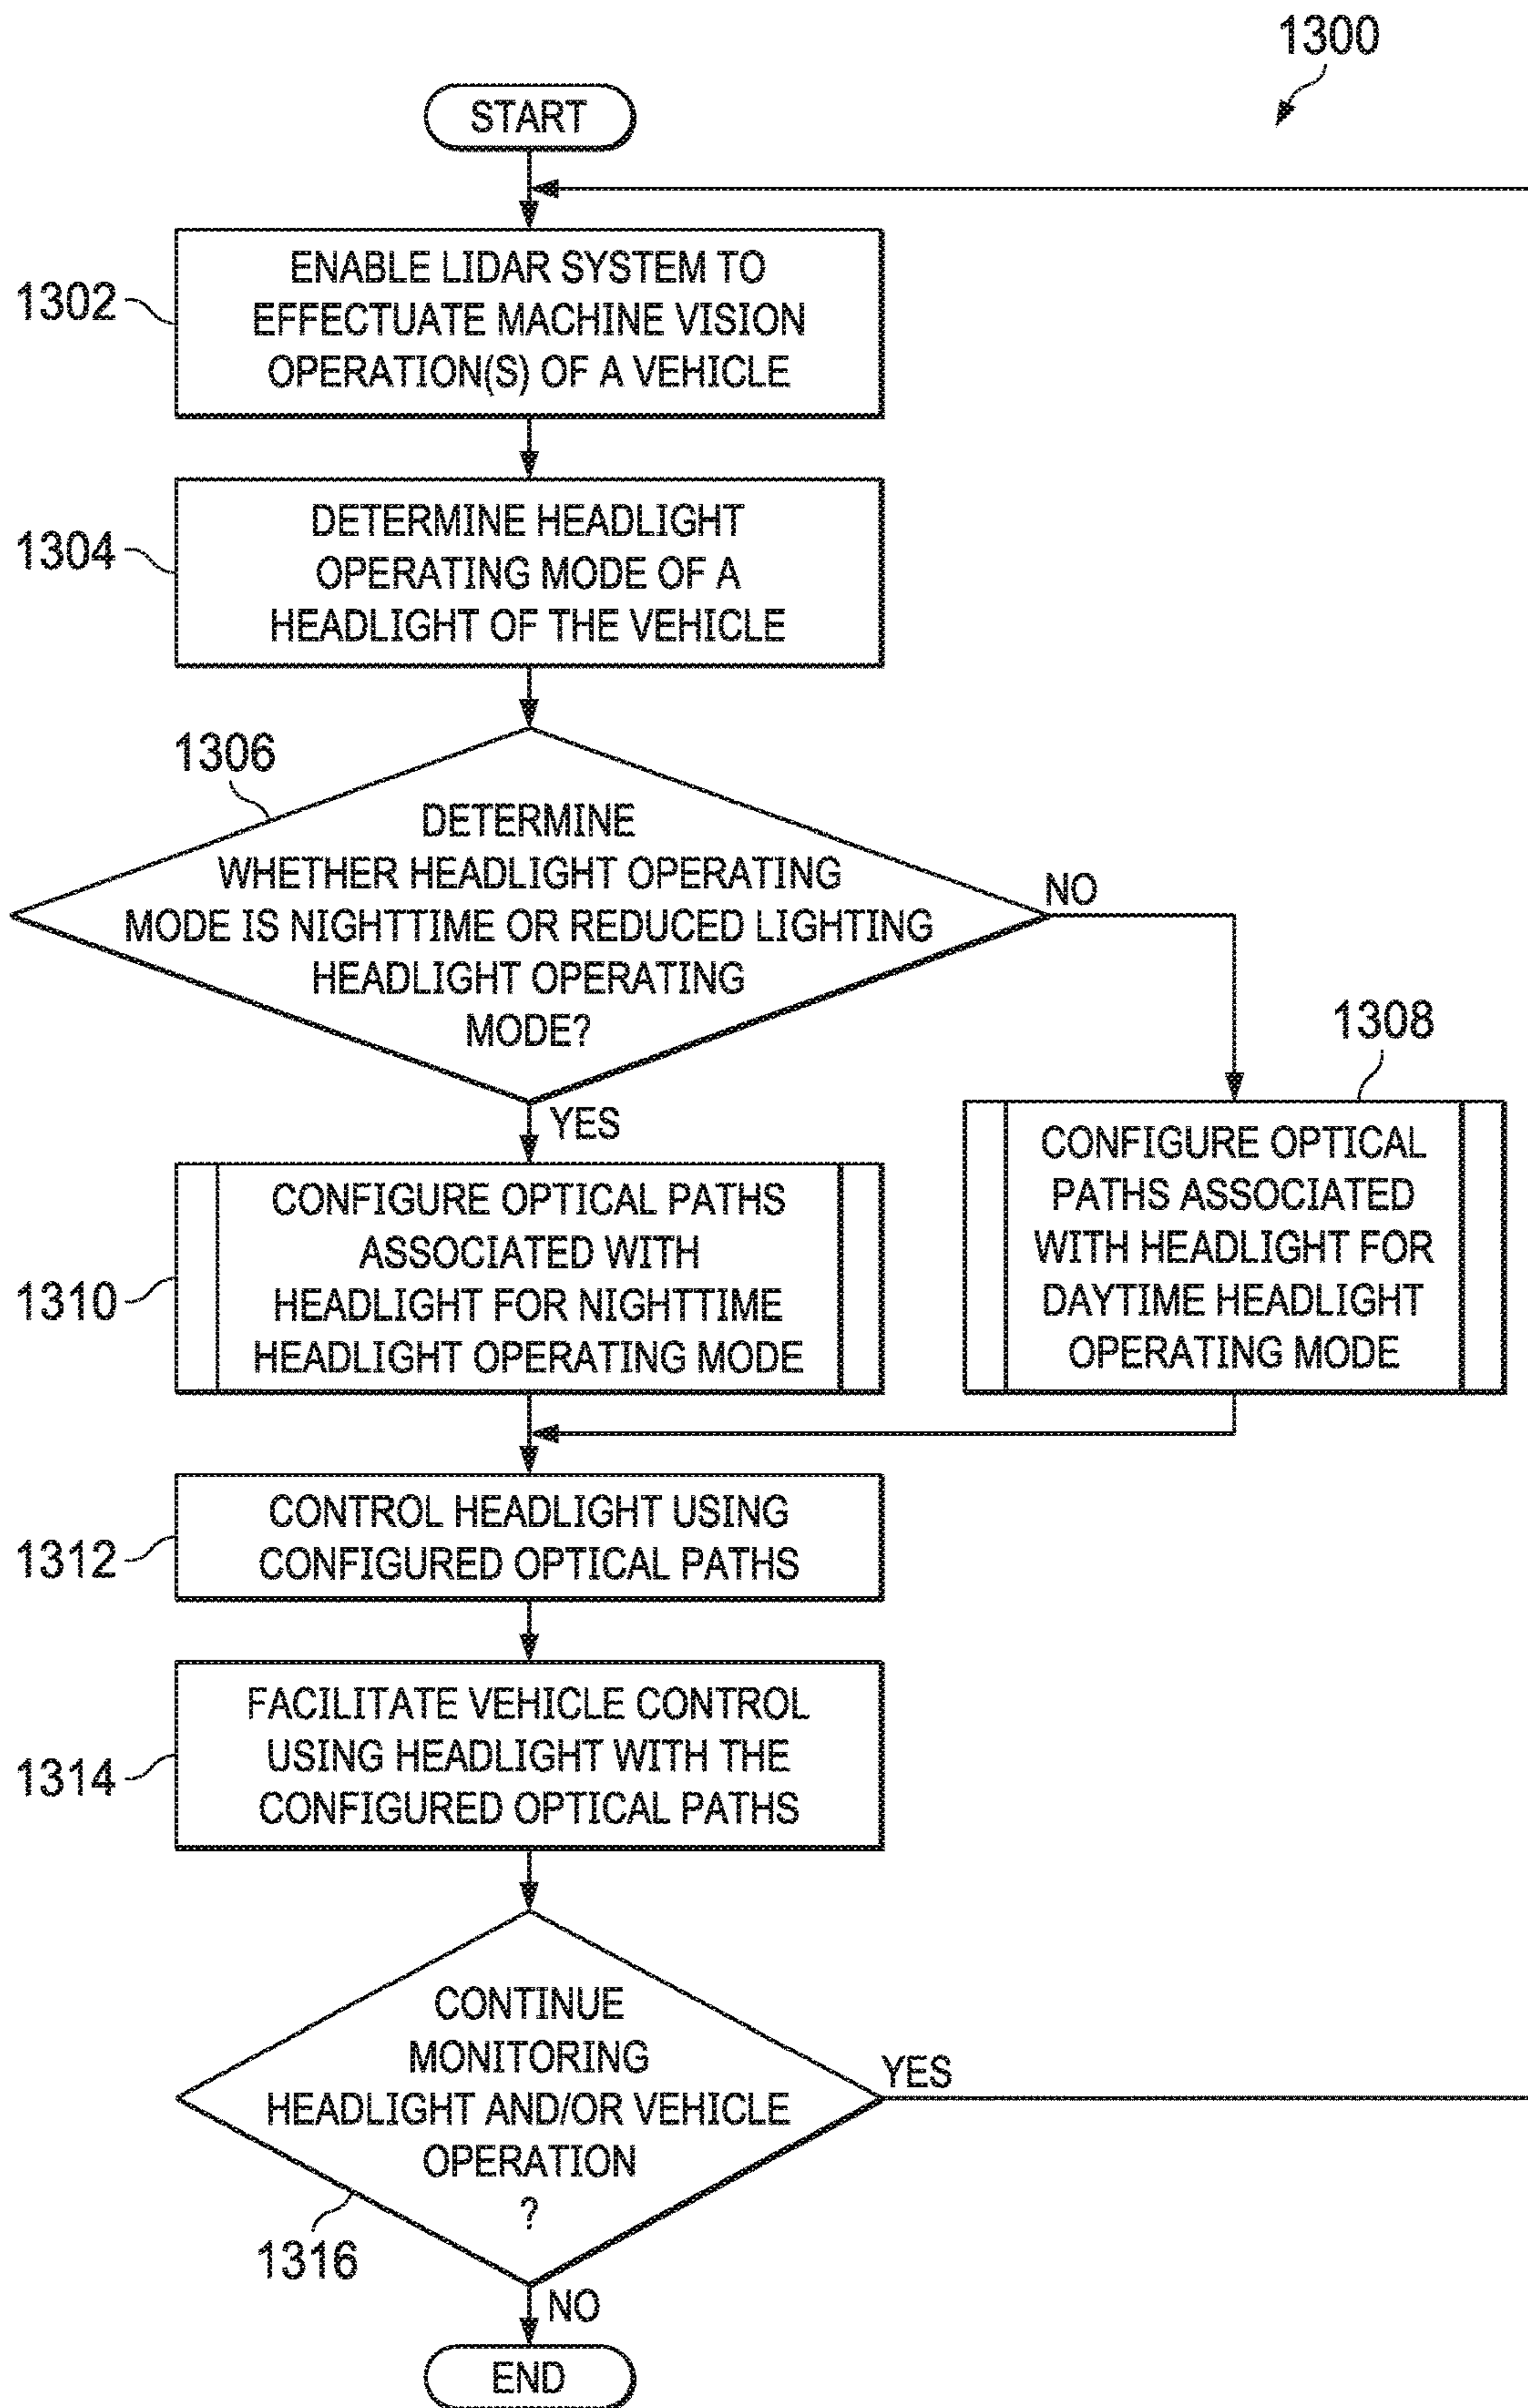 1300
START
1302
ENABLE LIDAR SYSTEM TO
EFFECTUATE MACHINE VISION
OPERATION(S) OF A VEHICLE
1304
DETERMINE HEADLIGHT
OPERATING MODE OF A
HEADLIGHT OF THE VEHICLE
1306
DETERMINE
WHETHER HEADLIGHT OPERATING
MODE IS NIGHTTIME OR REDUCED LIGHTING
HEADLIGHT OPERATING
MODE?
NO
YES
1308
CONFIGURE OPTICAL
PATHS ASSOCIATED
WITH HEADLIGHT FOR
DAYTIME HEADLIGHT
OPERATING MODE
1310
CONFIGURE OPTICAL PATHS
ASSOCIATED WITH
HEADLIGHT FOR NIGHTTIME
HEADLIGHT OPERATING MODE
1312
CONTROL HEADLIGHT USING
CONFIGURED OPTICAL PATHS
1314
FACILITATE VEHICLE CONTROL
USING HEADLIGHT WITH THE
CONFIGURED OPTICAL PATHS
CONTINUE
MONITORING
HEADLIGHT AND/OR VEHICLE
OPERATION
?
YES
1316
NO
END